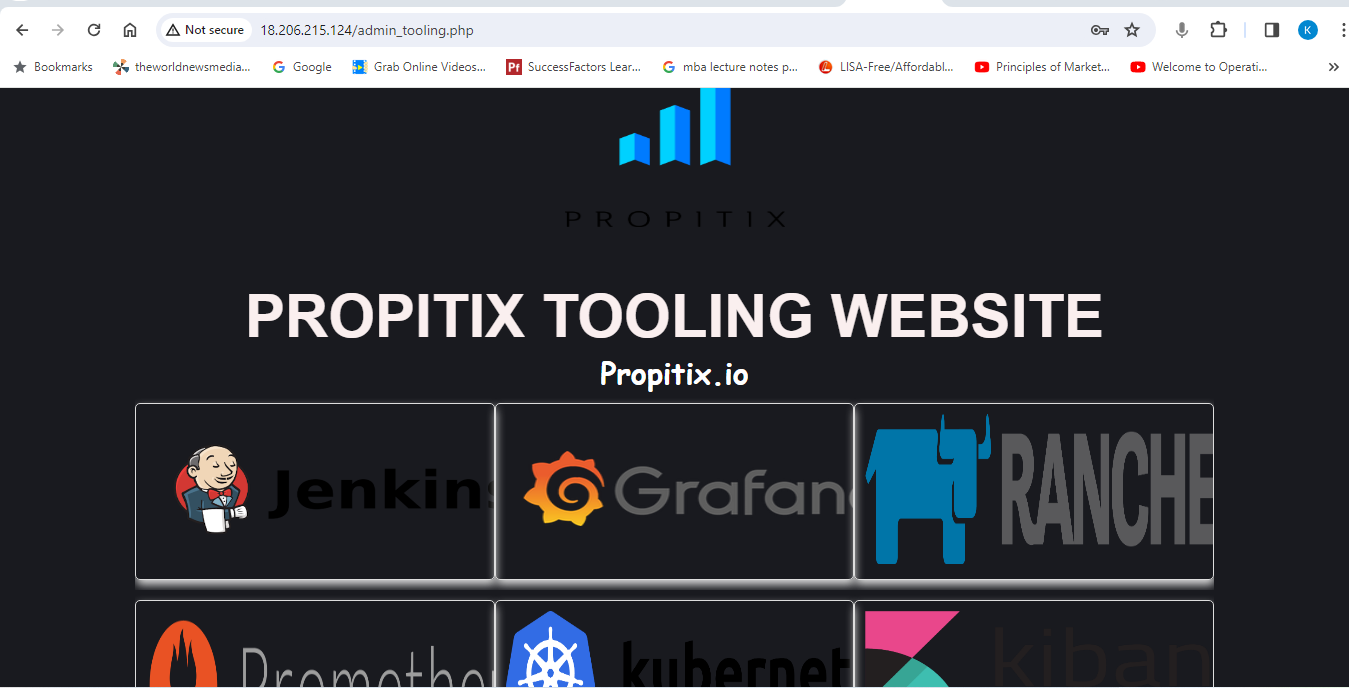 Not secure 18.206.215.124/admin_tooling.php K
Bookmarks theworldnewsmedia... Google Grab Online Videos... Pf SuccessFactors Lear... mba lecture notes p... LISA-Free/Affordabl... Principles of Market... Welcome to Operati... »
PROPITIX
PROPITIX TOOLING WEBSITE
Propitix.io
Jenkins Grafana RANCHE
Promethe kubernet kiban